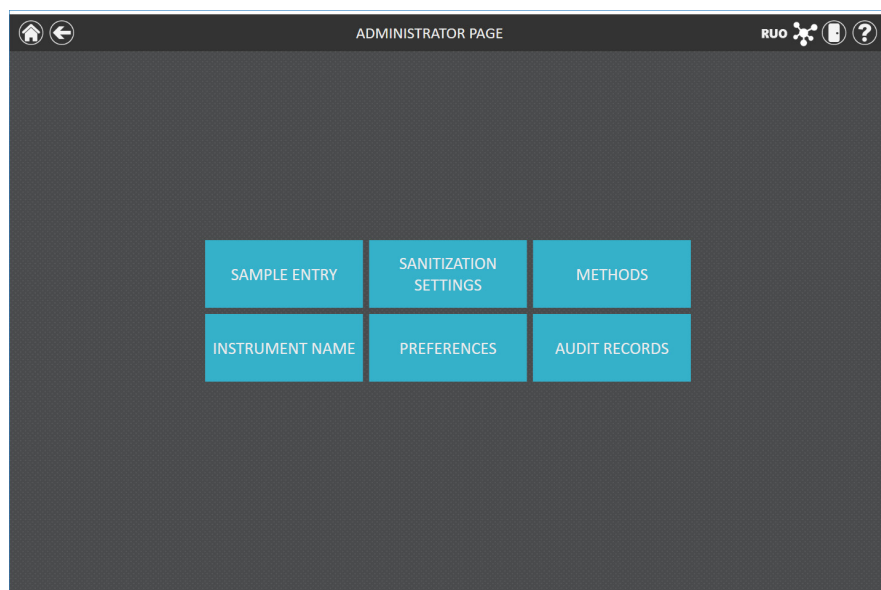 ADMINISTRATOR PAGE
RUO
?
SAMPLE ENTRY
SANITIZATION
SETTINGS
METHODS
INSTRUMENT NAME
PREFERENCES
AUDIT RECORDS